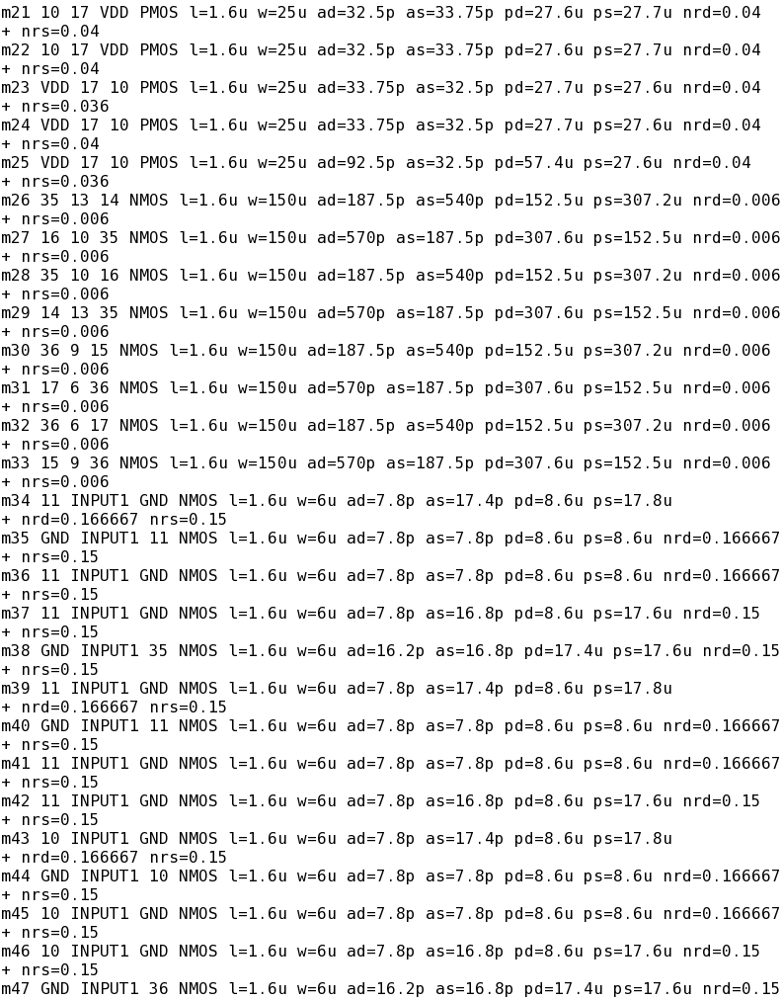 m21 10 17 VDD PMOS l=1.6u w=25u ad=32.5p as=33.75p pd=27.6u ps=27.7u nrd=0.04
+ nrs=0.04
m22 10 17 VDD PMOS l=1.6u w=25u ad=32.5p as=33.75p pd=27.6u ps=27.7u nrd=0.04
+ nrs=0.04
m23 VDD 17 10 PMOS l=1.6u w=25u ad=33.75p as=32.5p pd=27.7u ps=27.6u nrd=0.04
+ nrs=0.036
m24 VDD 17 10 PMOS l=1.6u w=25u ad=33.75p as=32.5p pd=27.7u ps=27.6u nrd=0.04
+ nrs=0.04
m25 VDD 17 10 PMOS l=1.6u w=25u ad=92.5p as=32.5p pd=57.4u ps=27.6u nrd=0.04
+ nrs=0.036
m26 35 13 14 NMOS l=1.6u w=150u ad=187.5p as=540p pd=152.5u ps=307.2u nrd=0.006
+ nrs=0.006
m27 16 10 35 NMOS l=1.6u w=150u ad=570p as=187.5p pd=307.6u ps=152.5u nrd=0.006
+ nrs=0.006
m28 35 10 16 NMOS l=1.6u w=150u ad=187.5p as=540p pd=152.5u ps=307.2u nrd=0.006
+ nrs=0.006
m29 14 13 35 NMOS l=1.6u w=150u ad=570p as=187.5p pd=307.6u ps=152.5u nrd=0.006
+ nrs=0.006
m30 36 9 15 NMOS l=1.6u w=150u ad=187.5p as=540p pd=152.5u ps=307.2u nrd=0.006
+ nrs=0.006
m31 17 6 36 NMOS l=1.6u w=150u ad=570p as=187.5p pd=307.6u ps=152.5u nrd=0.006
+ nrs=0.006
m32 36 6 17 NMOS l=1.6u w=150u ad=187.5p as=540p pd=152.5u ps=307.2u nrd=0.006
+ nrs=0.006
m33 15 9 36 NMOS l=1.6u w=150u ad=570p as=187.5p pd=307.6u ps=152.5u nrd=0.006
+ nrs=0.006
m34 11 INPUT1 GND NMOS l=1.6u w=6u ad=7.8p as=17.4p pd=8.6u ps=17.8u
+ nrd=0.166667 nrs=0.15
m35 GND INPUT1 11 NMOS l=1.6u w=6u ad=7.8p as=7.8p pd=8.6u ps=8.6u nrd=0.166667
+ nrs=0.15
m36 11 INPUT1 GND NMOS l=1.6u w=6u ad=7.8p as=7.8p pd=8.6u ps=8.6u nrd=0.166667
+ nrs=0.15
m37 11 INPUT1 GND NMOS l=1.6u w=6u ad=7.8p as=16.8p pd=8.6u ps=17.6u nrd=0.15
+ nrs=0.15
m38 GND INPUT1 35 NMOS l=1.6u w=6u ad=16.2p as=16.8p pd=17.4u ps=17.6u nrd=0.15
+ nrs=0.15
m39 11 INPUT1 GND NMOS l=1.6u w=6u ad=7.8p as=17.4p pd=8.6u ps=17.8u
+ nrd=0.166667 nrs=0.15
m40 GND INPUT1 11 NMOS l=1.6u w=6u ad=7.8p as=7.8p pd=8.6u ps=8.6u nrd=0.166667
+ nrs=0.15
m41 11 INPUT1 GND NMOS l=1.6u w=6u ad=7.8p as=7.8p pd=8.6u ps=8.6u nrd=0.166667
+ nrs=0.15
m42 11 INPUT1 GND NMOS l=1.6u w=6u ad=7.8p as=16.8p pd=8.6u ps=17.6u nrd=0.15
+ nrs=0.15
m43 10 INPUT1 GND NMOS l=1.6u w=6u ad=7.8p as=17.4p pd=8.6u ps=17.8u
+ nrd=0.166667 nrs=0.15
m44 GND INPUT1 10 NMOS l=1.6u w=6u ad=7.8p as=7.8p pd=8.6u ps=8.6u nrd=0.166667
+ nrs=0.15
m45 10 INPUT1 GND NMOS l=1.6u w=6u ad=7.8p as=7.8p pd=8.6u ps=8.6u nrd=0.166667
+ nrs=0.15
m46 10 INPUT1 GND NMOS l=1.6u w=6u ad=7.8p as=16.8p pd=8.6u ps=17.6u nrd=0.15
+ nrs=0.15
m47 GND INPUT1 36 NMOS l=1.6u w=6u ad=16.2p as=16.8p pd=17.4u ps=17.6u nrd=0.15